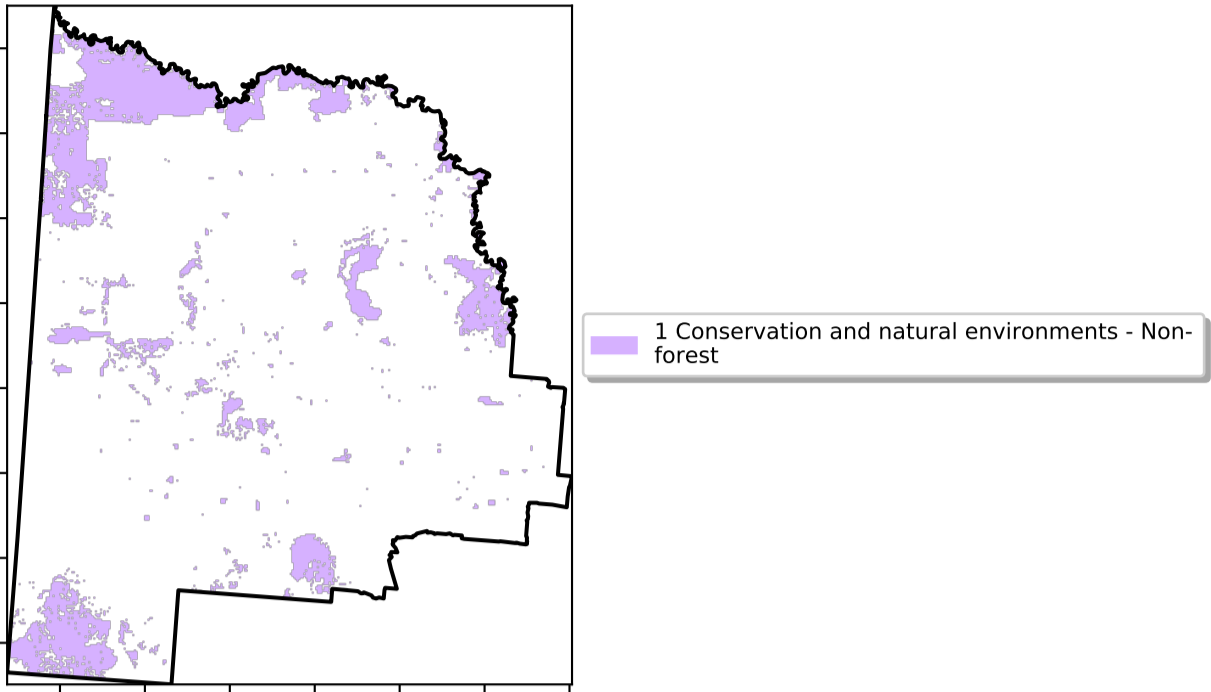 1 Conservation and natural environments - Non-
forest